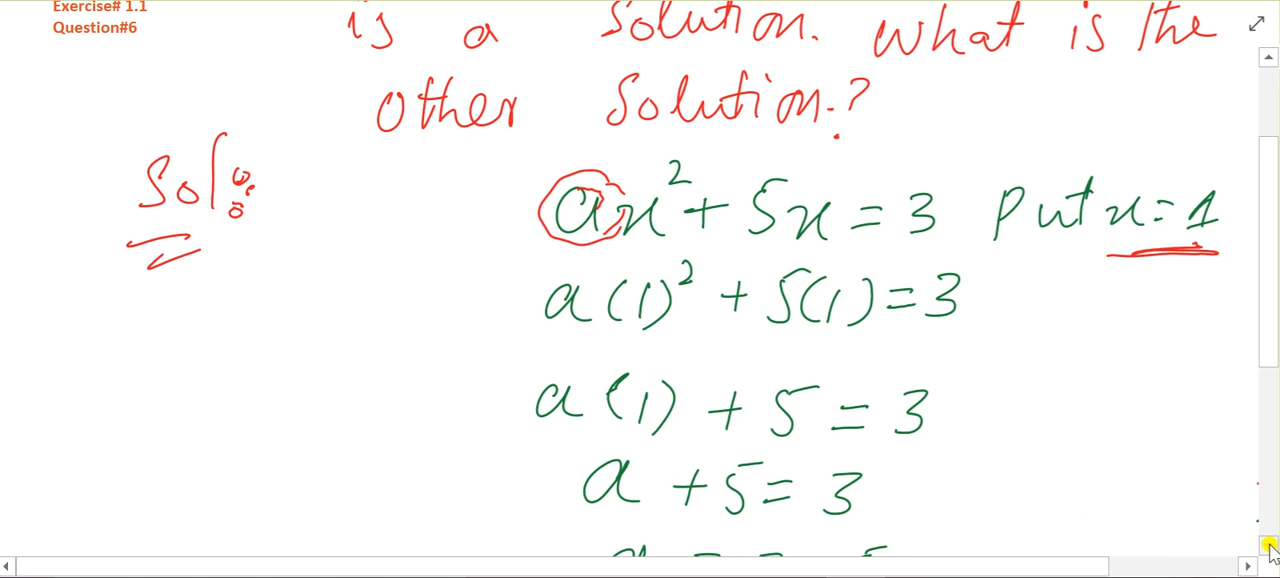 Exercise# 1.1
Question#6
is a solution. What is the
other solution.?
Sol:
ax² + 5x = 3 Put x = 1
a(1)² + 5(1) = 3
a(1) + 5 = 3
a + 5 = 3